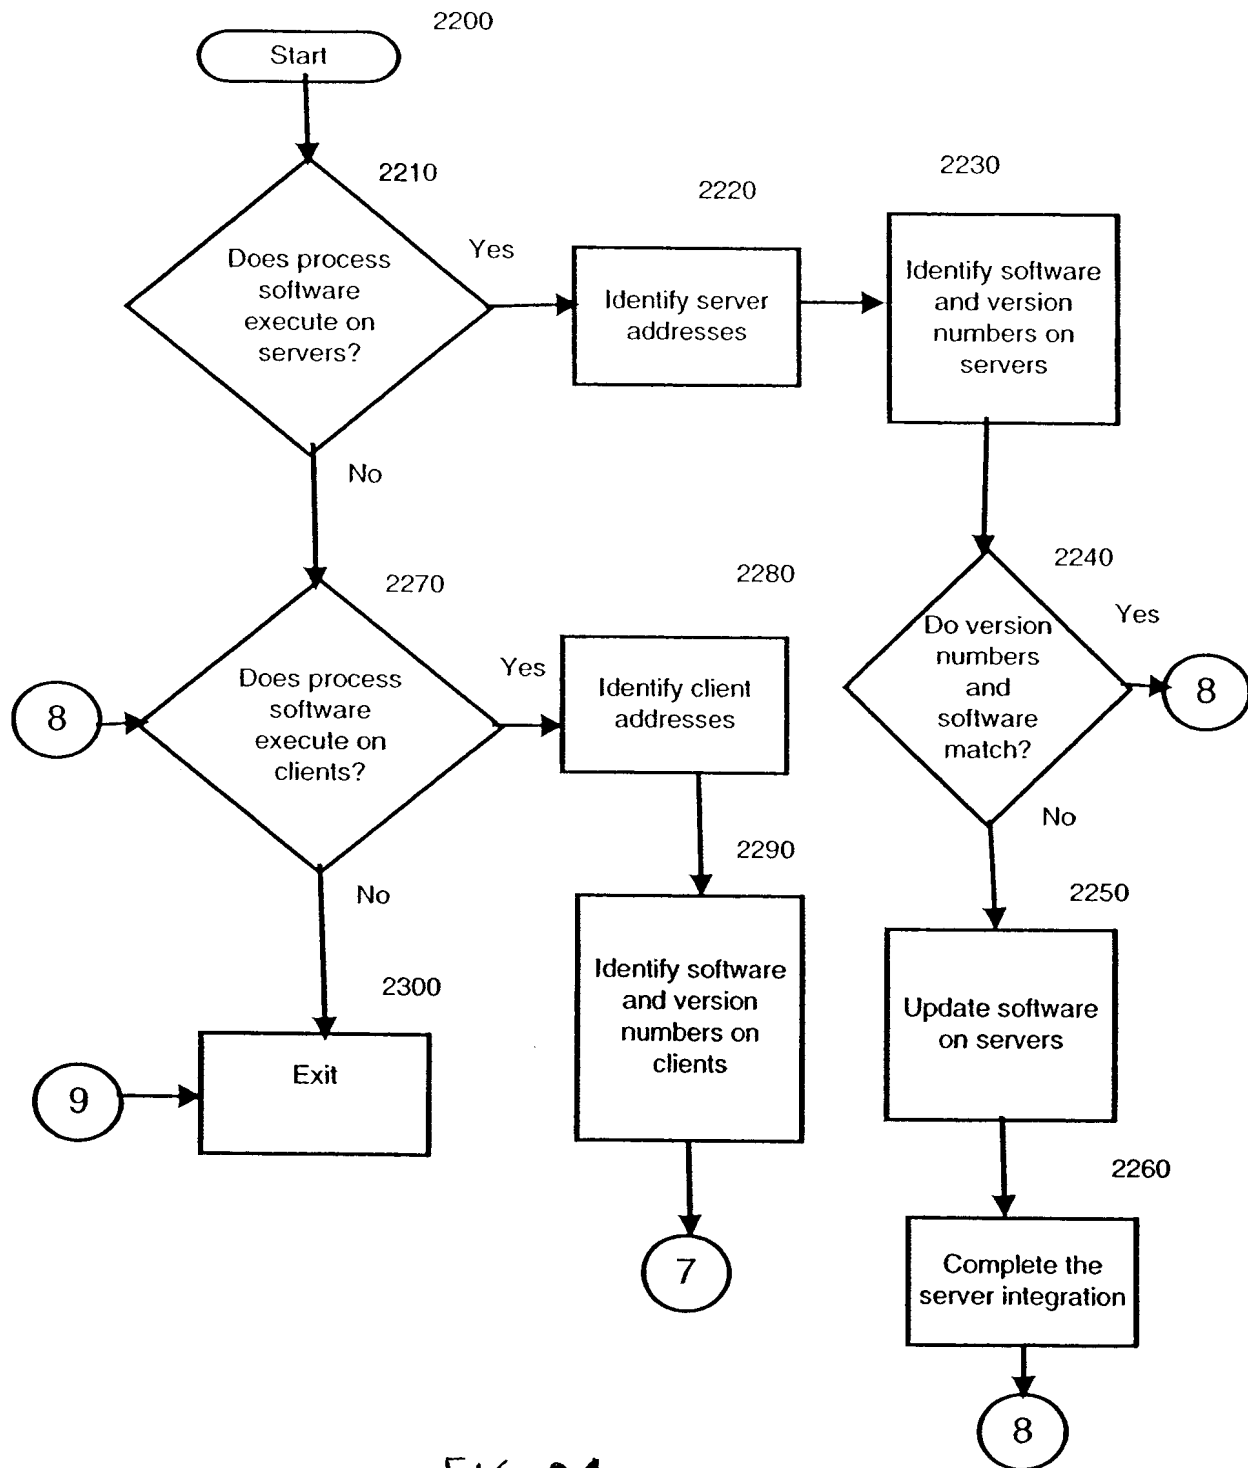 2200
Start
2210
2220
2230
Does process
software
execute on
servers?
Yes
Identify server
addresses
Identify software
and version
numbers on
servers
No
2270
2280
2240
Do version
numbers
and
software
match?
Yes
8
8
Does process
software
execute on
clients?
Yes
Identify client
addresses
No
No
2290
2250
2300
Identify software
and version
numbers on
clients
Update software
on servers
Exit
9
2260
7
Complete the
server integration
8